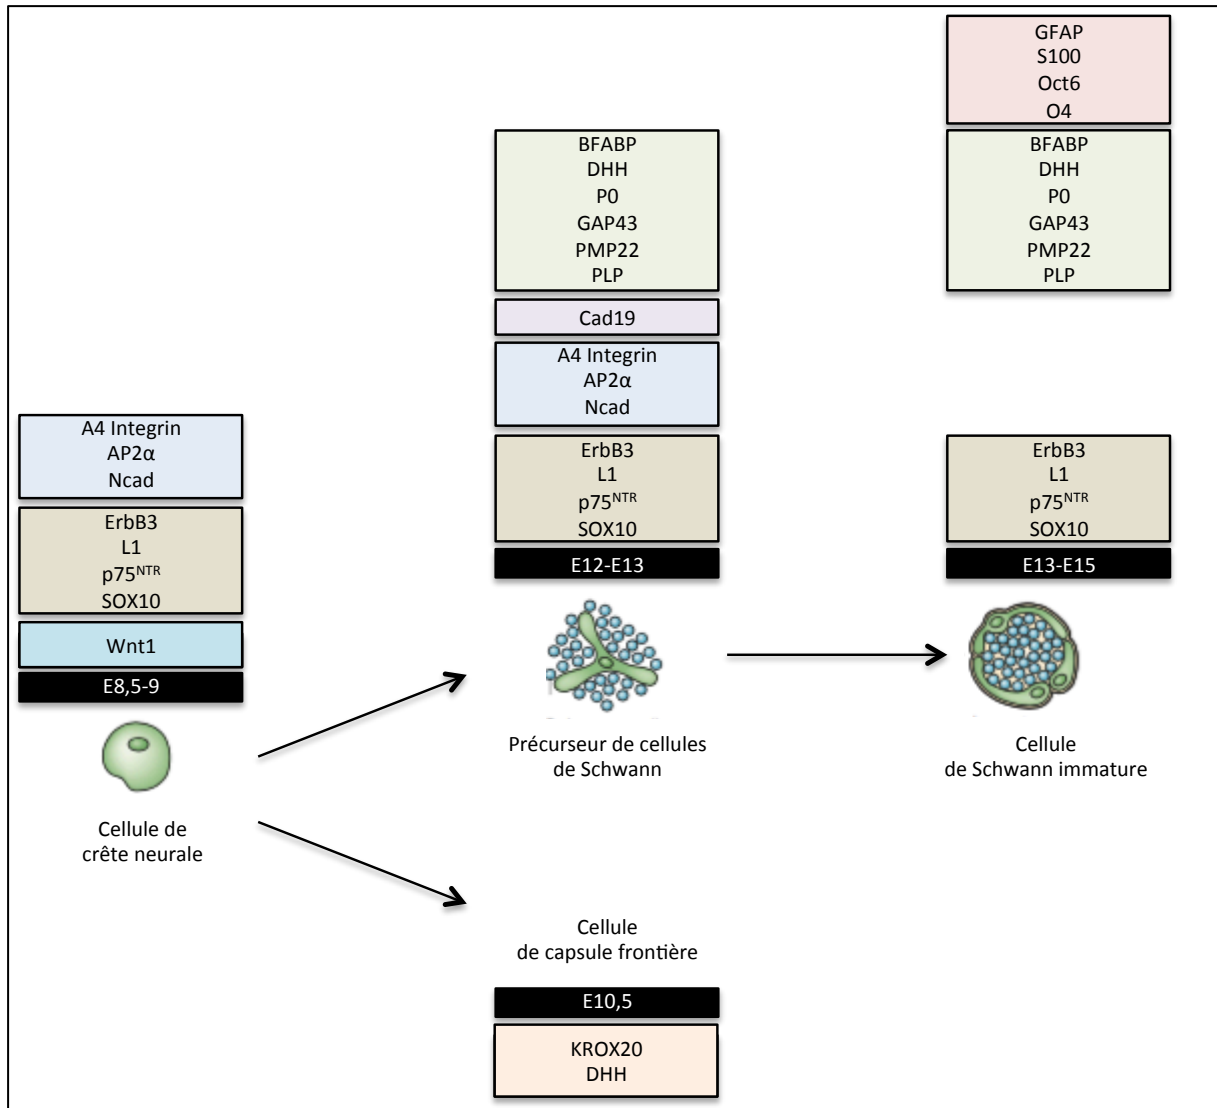 A4 Integrin
AP2α
Ncad
ErbB3
L1
p75NTR
SOX10
Wnt1
E8,5-9
Cellule de
crête neurale
BFABP
DHH
P0
GAP43
PMP22
PLP
Cad19
A4 Integrin
AP2α
Ncad
ErbB3
L1
p75NTR
SOX10
E12-E13
Précurseur de cellules
de Schwann
GFAP
S100
Oct6
O4
BFABP
DHH
P0
GAP43
PMP22
PLP
ErbB3
L1
p75NTR
SOX10
E13-E15
Cellule
de Schwann immature
Cellule
de capsule frontière
E10,5
KROX20
DHH